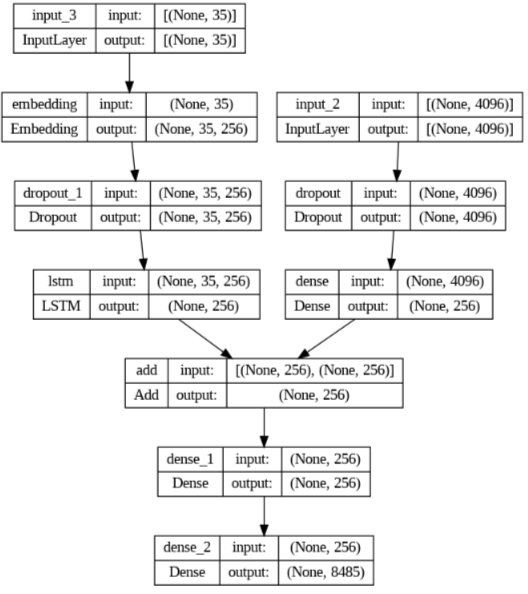 input_3 input: [(None, 35)]
InputLayer output: [(None, 35)]
embedding input: (None, 35)
Embedding output: (None, 35, 256)
input_2 input: [(None, 4096)]
InputLayer output: [(None, 4096)]
dropout_1 input: (None, 35, 256)
Dropout output: (None, 35, 256)
dropout input: (None, 4096)
Dropout output: (None, 4096)
lstm input: (None, 35, 256)
LSTM output: (None, 256)
dense input: (None, 4096)
Dense output: (None, 256)
add input: [(None, 256), (None, 256)]
Add output: (None, 256)
dense_1 input: (None, 256)
Dense output: (None, 256)
dense_2 input: (None, 256)
Dense output: (None, 8485)